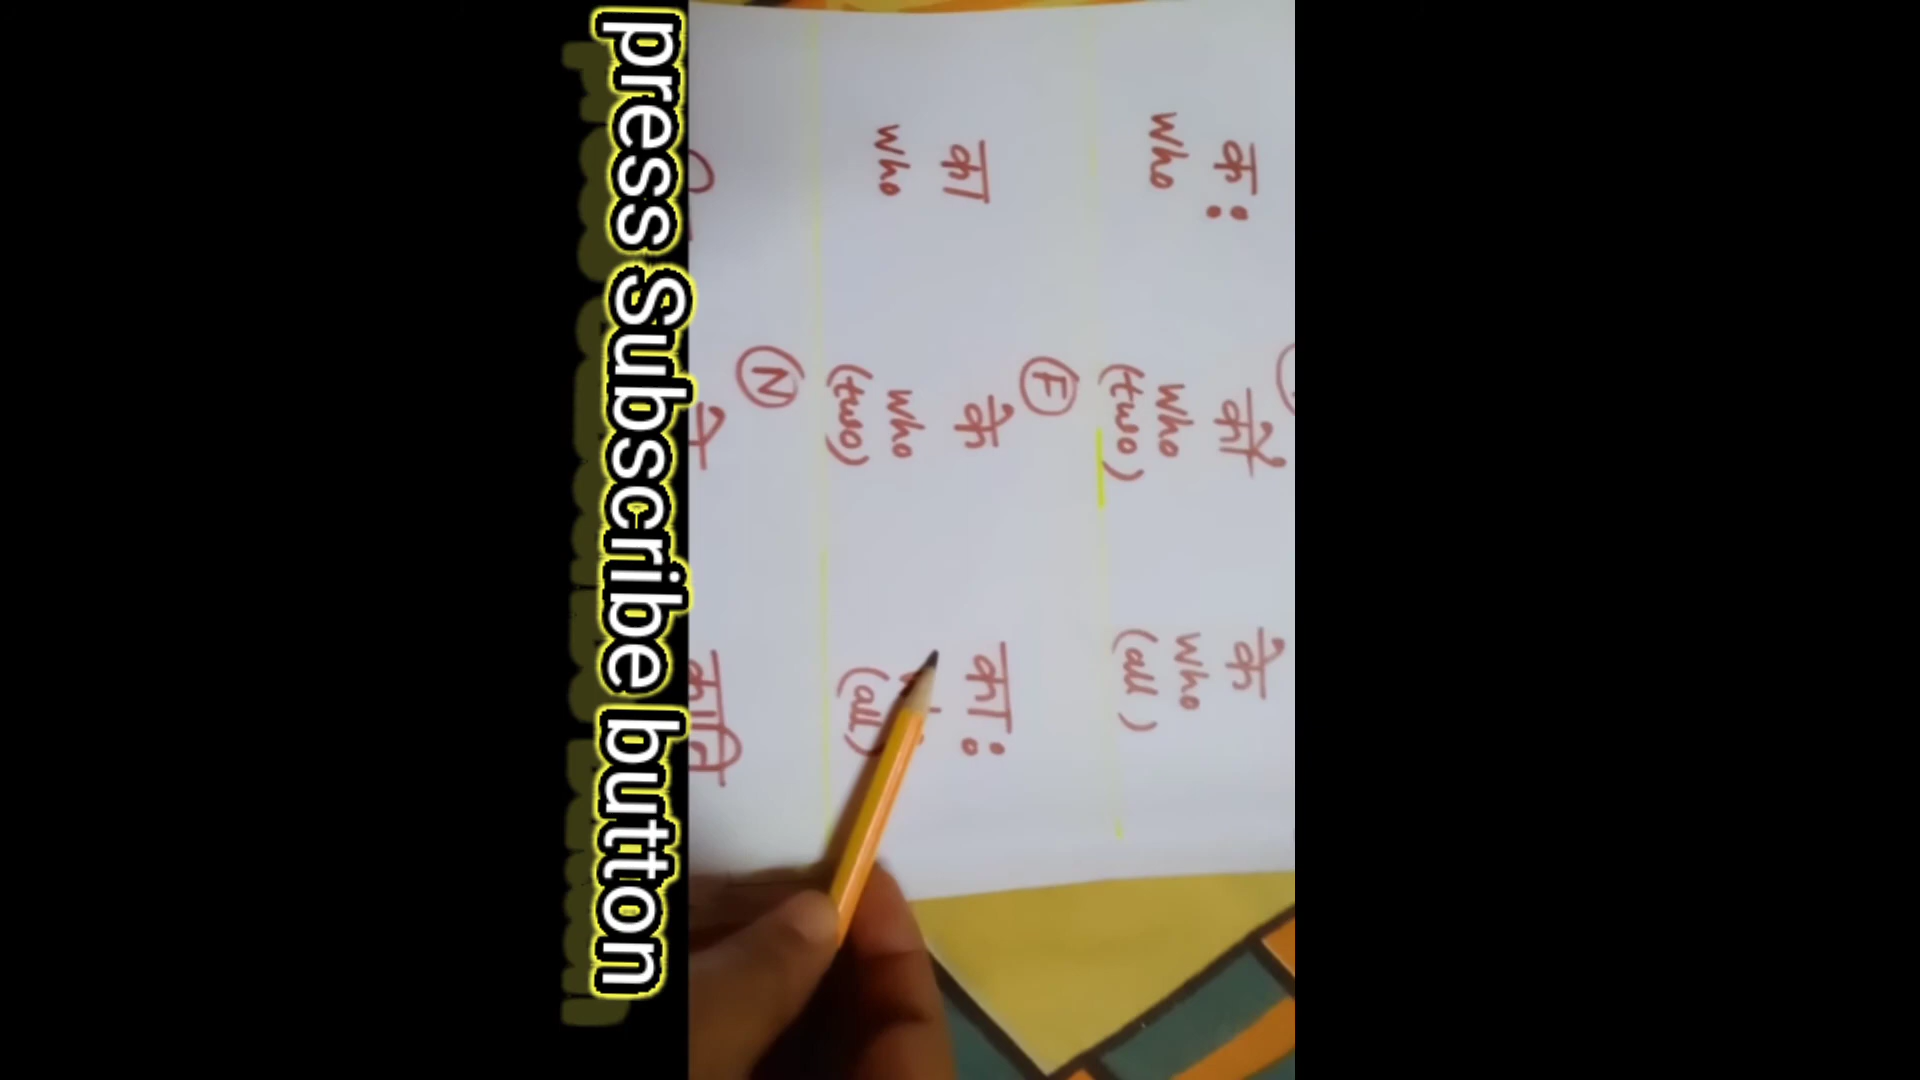 कः कौ के
who who who
(two) (all)
F
का के काः
who who
(two) (all)
N
के कानि
press Subscribe button